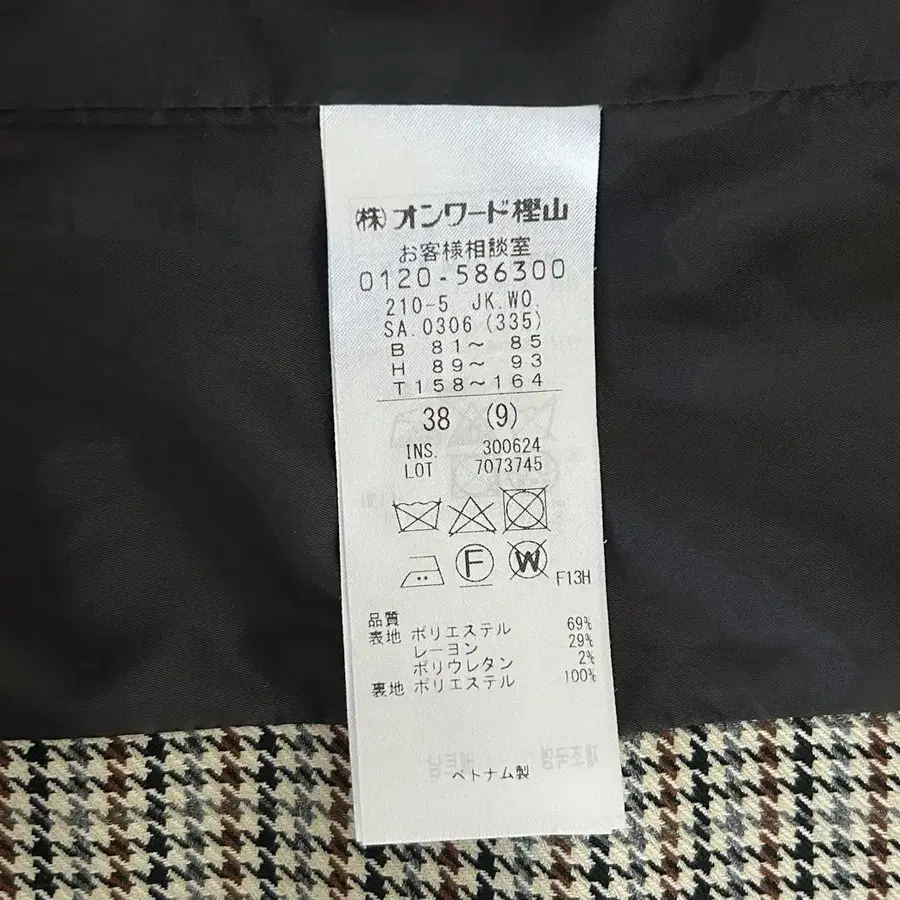 ㈱オンワード樫山
お客様相談室
0120-586300
210-5 JK.WO.
SA.0306 (335)
B 81～ 85
H 89～ 93
T158～164
38 (9)
INS. 300624
LOT 7073745
F
W
F13H
品質
表地 ポリエステル 69%
レーヨン 29%
ポリウレタン 2%
裏地 ポリエステル 100%
ベトナム製